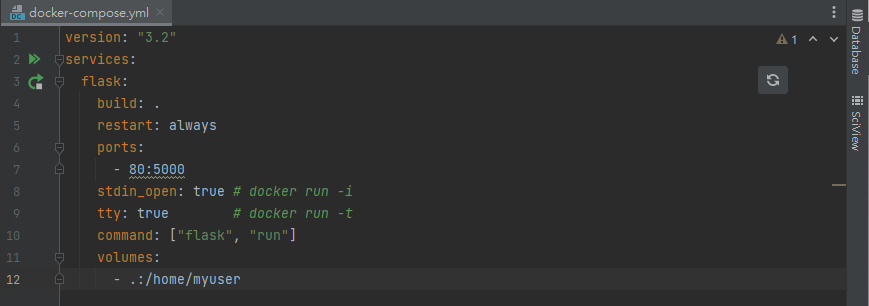 docker-compose.yml
1 version: "3.2"
2 services:
3 flask:
4 build: .
5 restart: always
6 ports:
7 - 80:5000
8 stdin_open: true # docker run -i
9 tty: true # docker run -t
10 command: ["flask", "run"]
11 volumes:
12 - .:/home/myuser
1
Database
SciView
DC